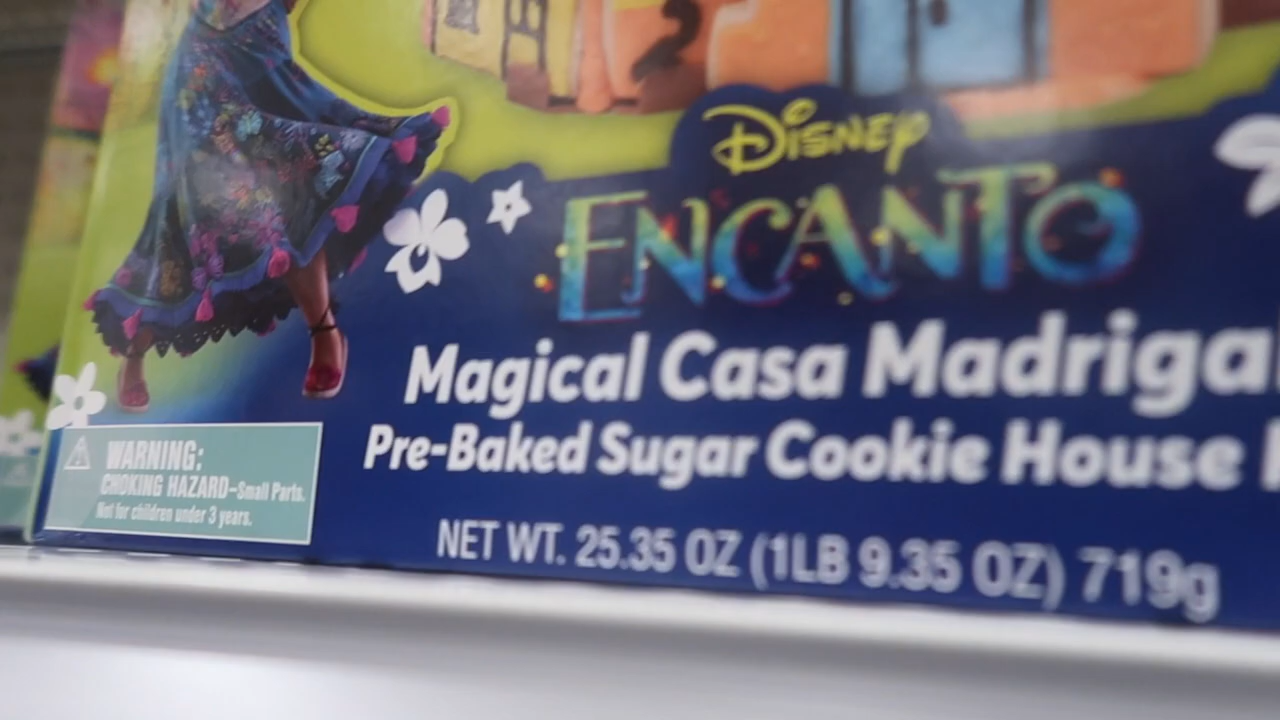 2
Disney
ENCANTO
Magical Casa Madrigal
Pre-Baked Sugar Cookie House
WARNING:
CHOKING HAZARD–Small Parts.
Not for children under 3 years.
NET WT. 25.35 OZ (1LB 9.35 OZ) 719g